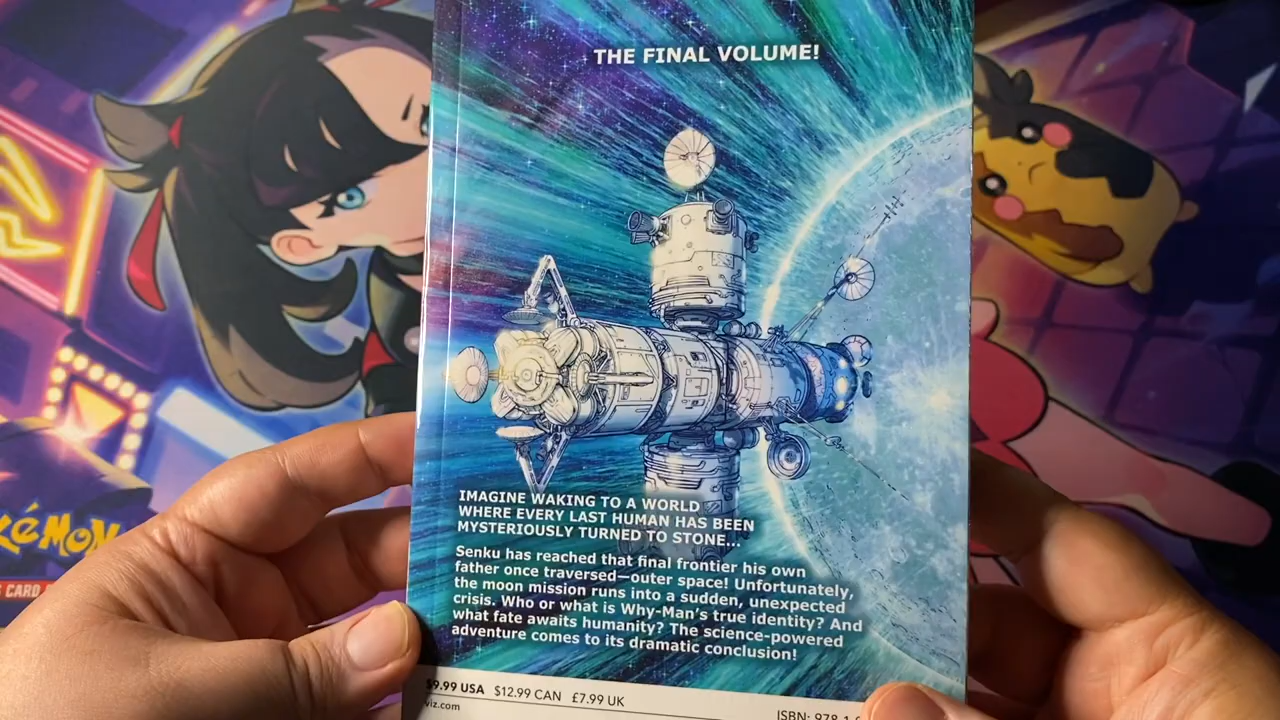 THE FINAL VOLUME!
IMAGINE WAKING TO A WORLD
WHERE EVERY LAST HUMAN HAS BEEN
MYSTERIOUSLY TURNED TO STONE...
Senku has reached that final frontier his own
father once traversed—outer space! Unfortunately,
the moon mission runs into a sudden, unexpected
crisis. Who or what is Why-Man's true identity? And
what fate awaits humanity? The science-powered
adventure comes to its dramatic conclusion!
$9.99 USA $12.99 CAN £7.99 UK
viz.com
ISBN: 978-1-
kéMON
CARD